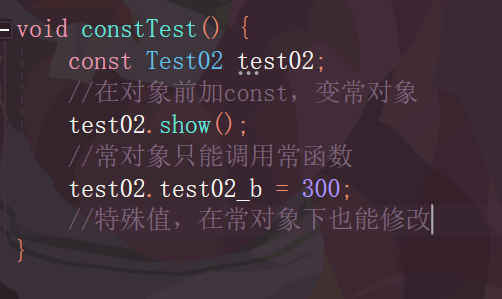 void constTest() {
const Test02 test02;
//在对象前加const，变常对象
test02.show();
//常对象只能调用常函数
test02.test02_b = 300;
//特殊值，在常对象下也能修改
}